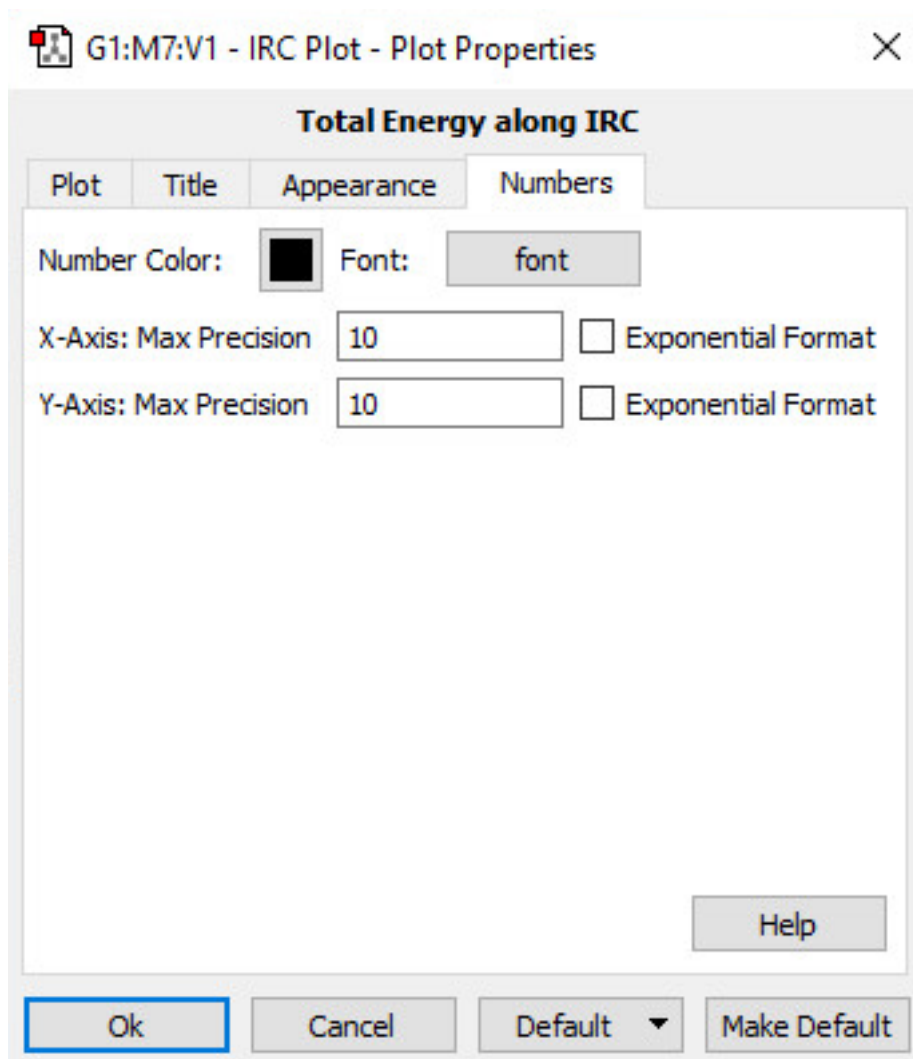 G1:M7:V1 - IRC Plot - Plot Properties
Total Energy along IRC
Plot Title Appearance Numbers
Number Color: Font: font
X-Axis: Max Precision 10 Exponential Format
Y-Axis: Max Precision 10 Exponential Format
Help
Ok Cancel Default Make Default